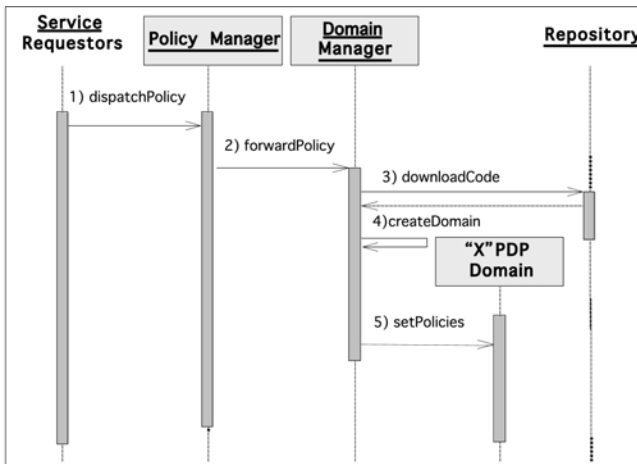 Service
Requestors
Policy Manager
Domain
Manager
Repository
1) dispatchPolicy
2) forwardPolicy
3) downloadCode
4)createDomain
“X”PDP
Domain
5) setPolicies